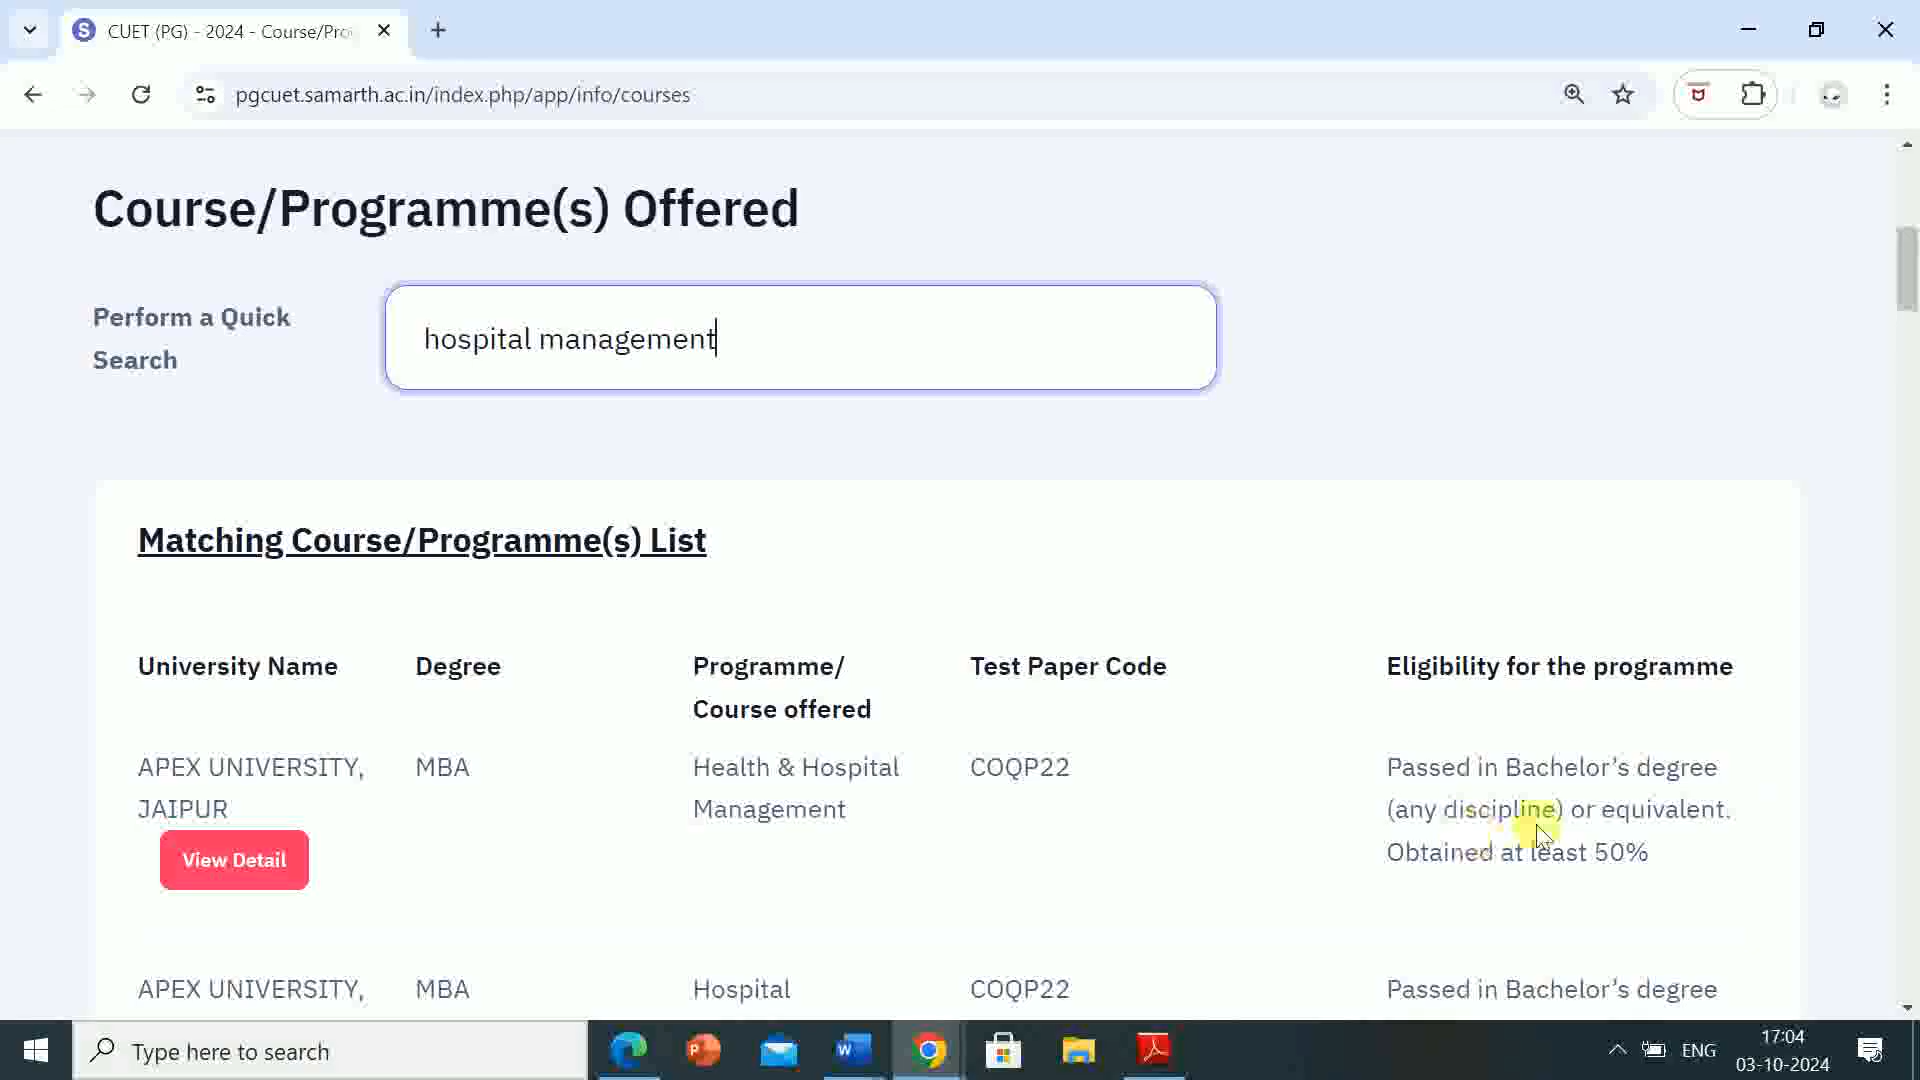 CUET (PG) - 2024 - Course/Pro
pgcuet.samarth.ac.in/index.php/app/info/courses
Course/Programme(s) Offered
Perform a Quick
Search
hospital management
Matching Course/Programme(s) List
University Name Degree Programme/ Test Paper Code Eligibility for the programme
Course offered
APEX UNIVERSITY, MBA Health & Hospital COQP22 Passed in Bachelor’s degree
JAIPUR Management (any discipline) or equivalent.
View Detail Obtained at least 50%
APEX UNIVERSITY, MBA Hospital COQP22 Passed in Bachelor’s degree
Type here to search
ENG
17:04
03-10-2024